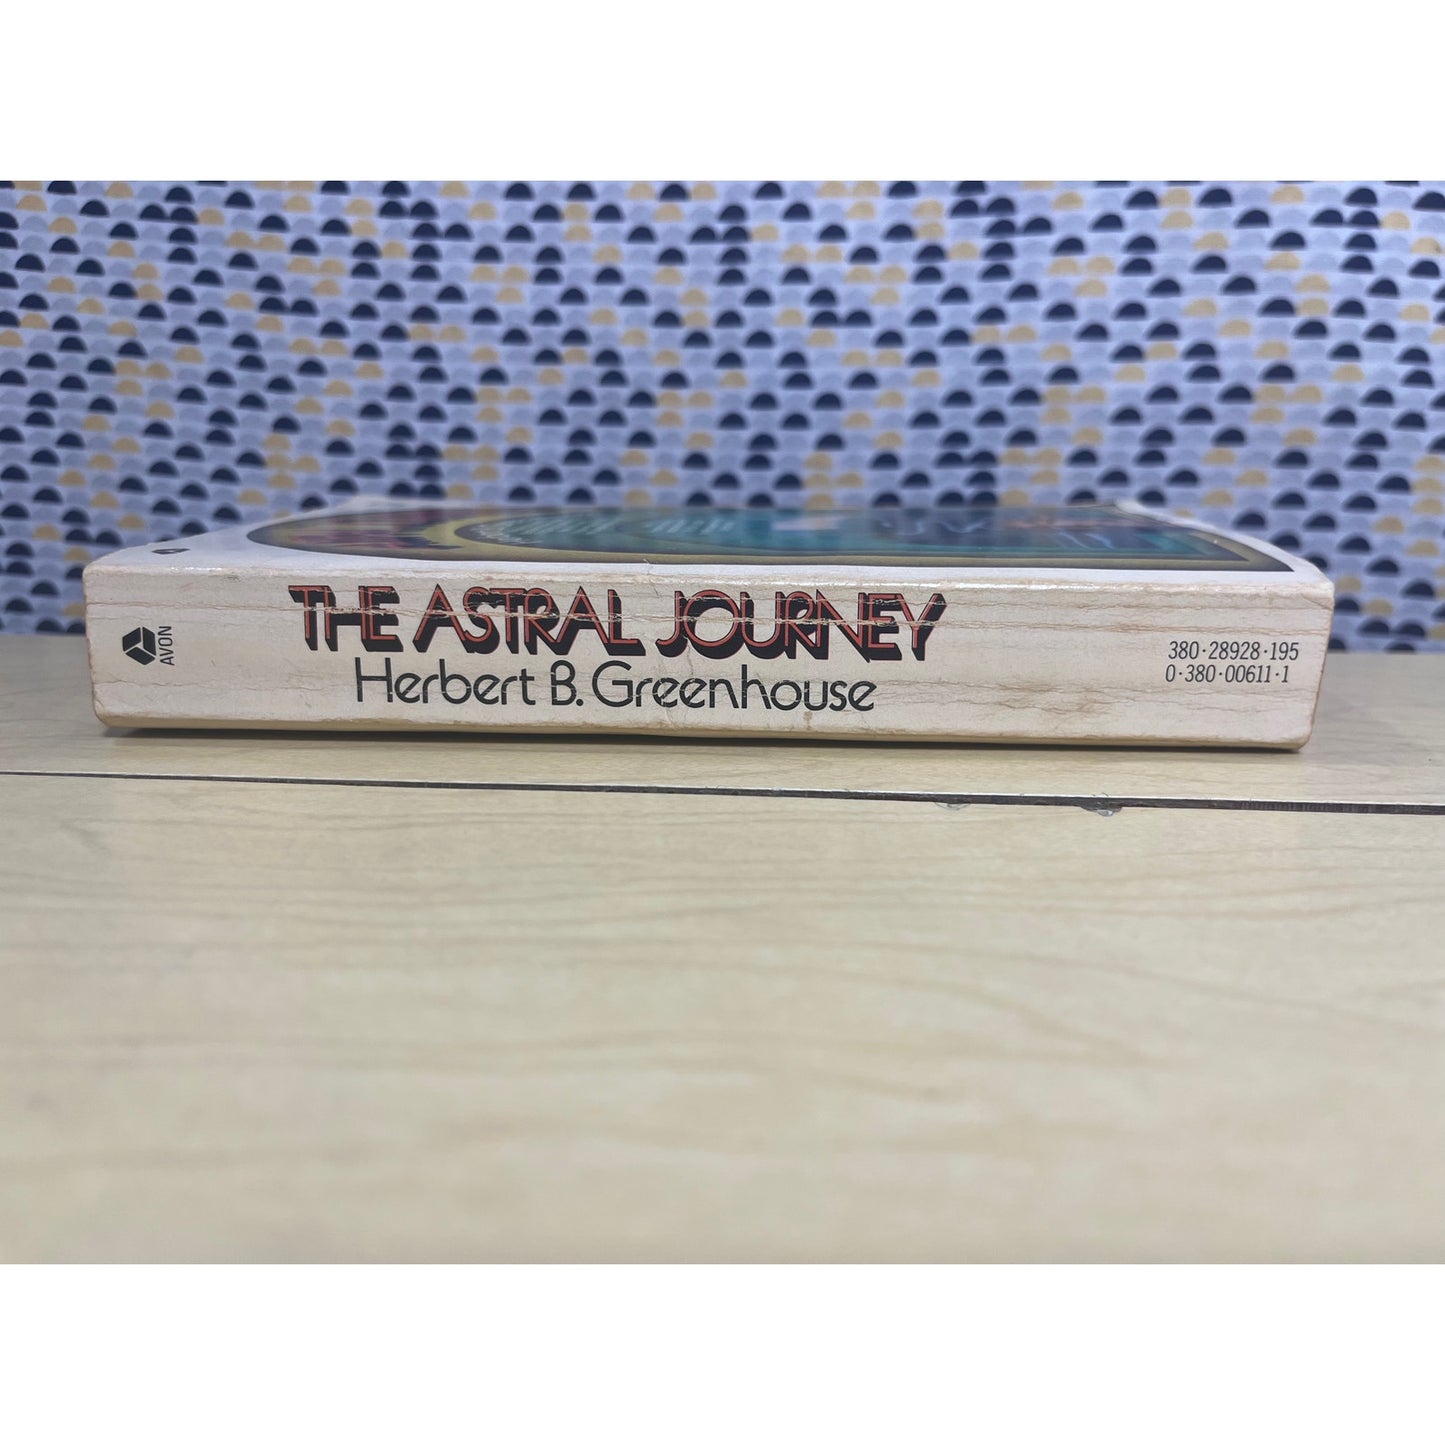 AVON
THE ASTRAL JOURNEY
Herbert B. Greenhouse
380·28928·195
0·380·00611·1